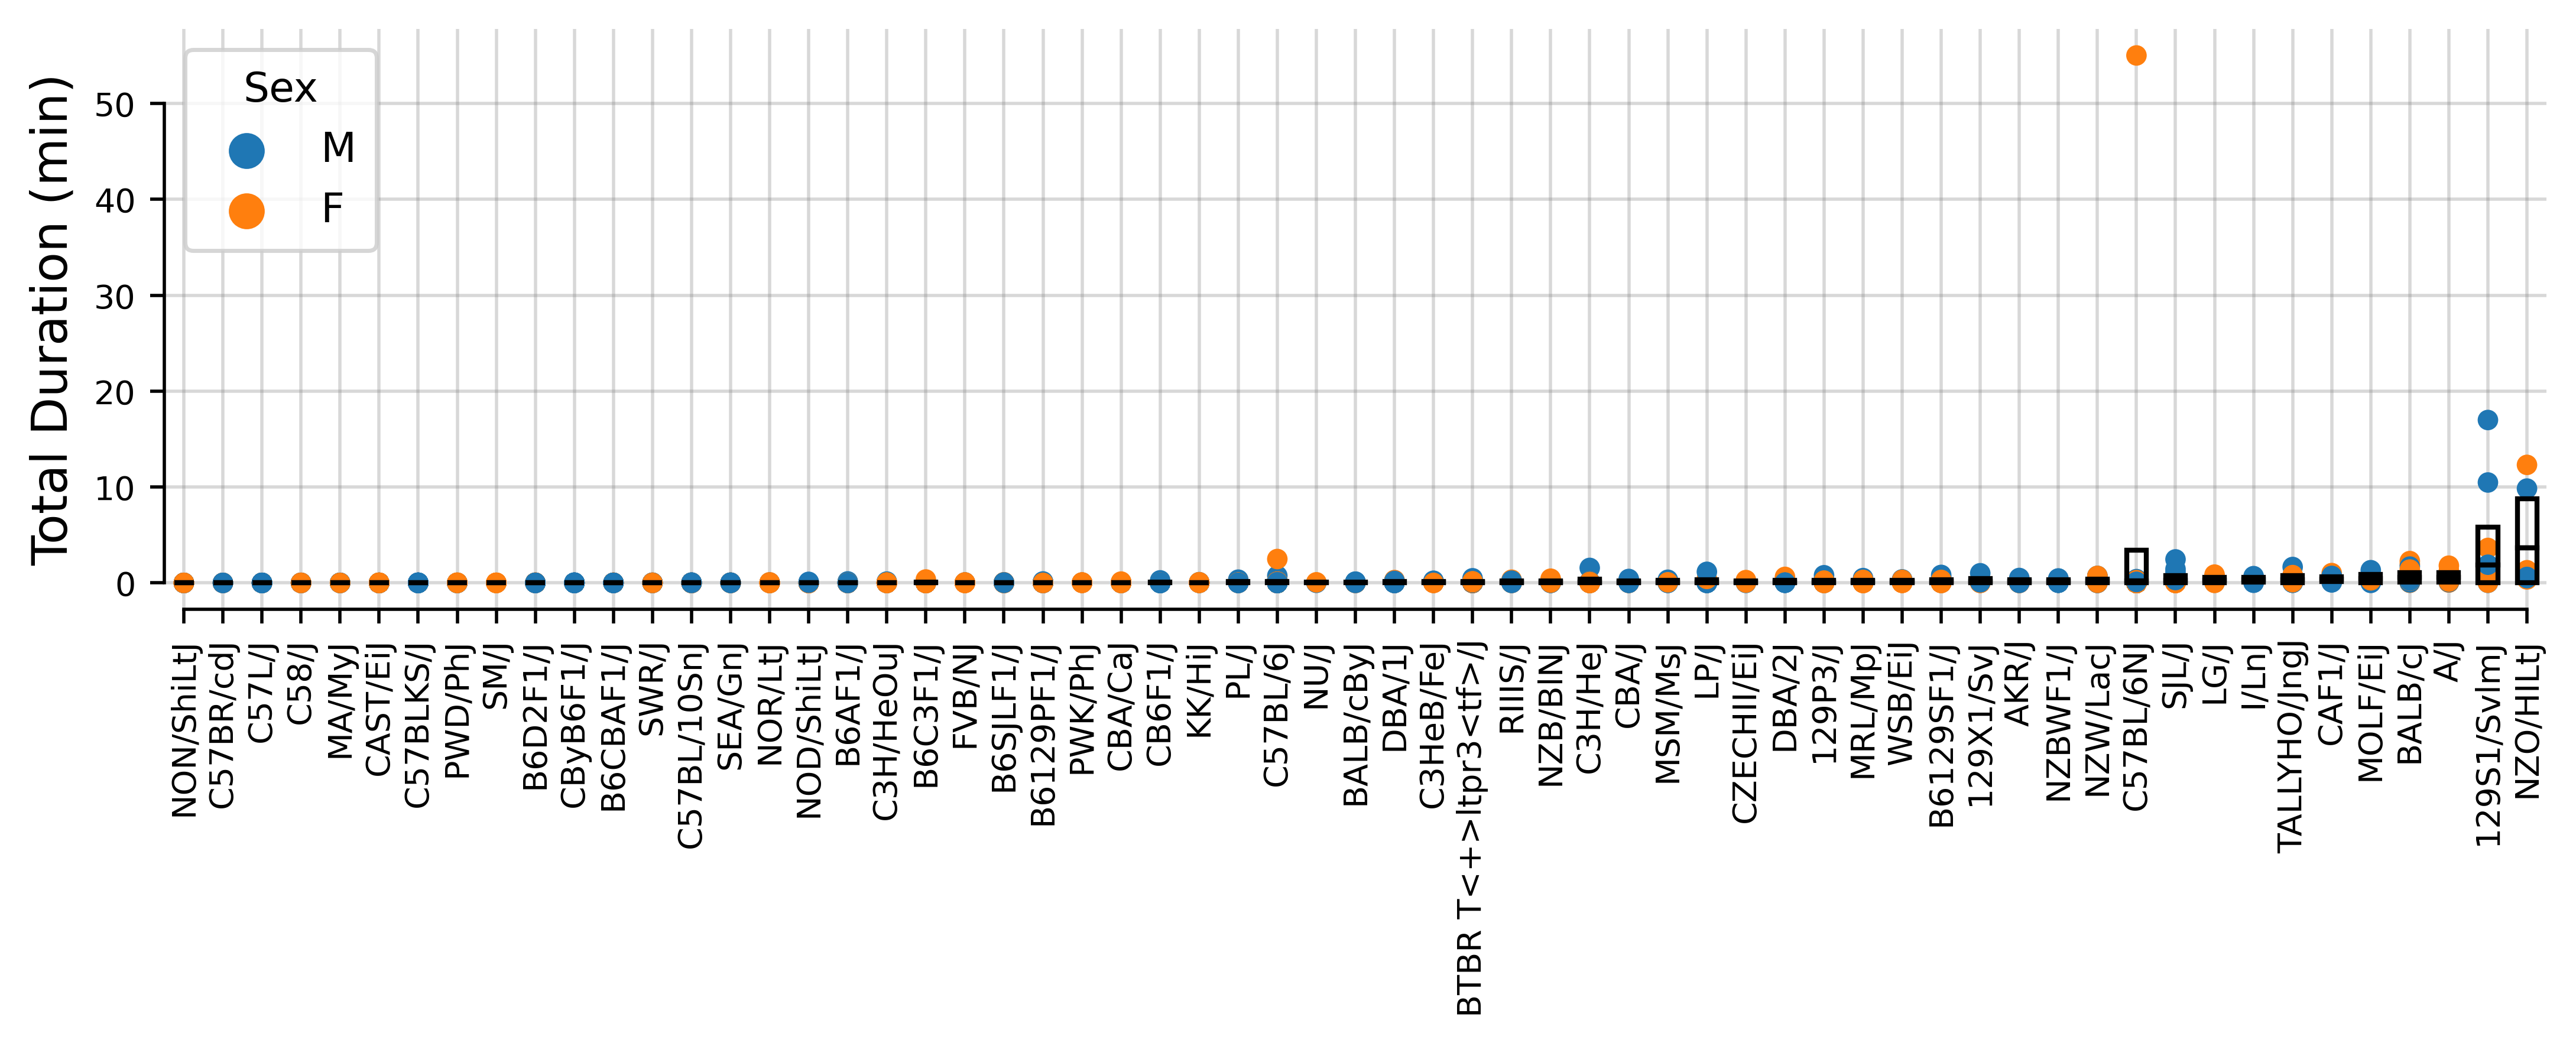 Total Duration (min)
50
40
30
20
10
0
Sex
M
F
NON/ShiLtJ
C57BR/cdJ
C57L/J
C58/J
MA/MyJ
CAST/EiJ
C57BLKS/J
PWD/PhJ
SM/J
B6D2F1/J
CByB6F1/J
B6CBAF1/J
SWR/J
C57BL/10SnJ
SEA/GnJ
NOR/LtJ
NOD/ShiLtJ
B6AF1/J
C3H/HeOuJ
B6C3F1/J
FVB/NJ
B6SJLF1/J
B6129PF1/J
PWK/PhJ
CBA/CaJ
CB6F1/J
KK/HiJ
PL/J
C57BL/6J
NU/J
BALB/cByJ
DBA/1J
C3HeB/FeJ
BTBR T<+>ltpr3<tf>/J
RIIIS/J
NZB/BINJ
C3H/HeJ
CBA/J
MSM/MsJ
LP/J
CZECHII/EiJ
DBA/2J
129P3/J
MRL/MpJ
WSB/EiJ
B6129SF1/J
129X1/SvJ
AKR/J
NZBWF1/J
NZW/LacJ
C57BL/6NJ
SJL/J
LG/J
I/LnJ
TALLYHO/JngJ
CAF1/J
MOLF/EiJ
BALB/cJ
A/J
129S1/SvImJ
NZO/HILtJ